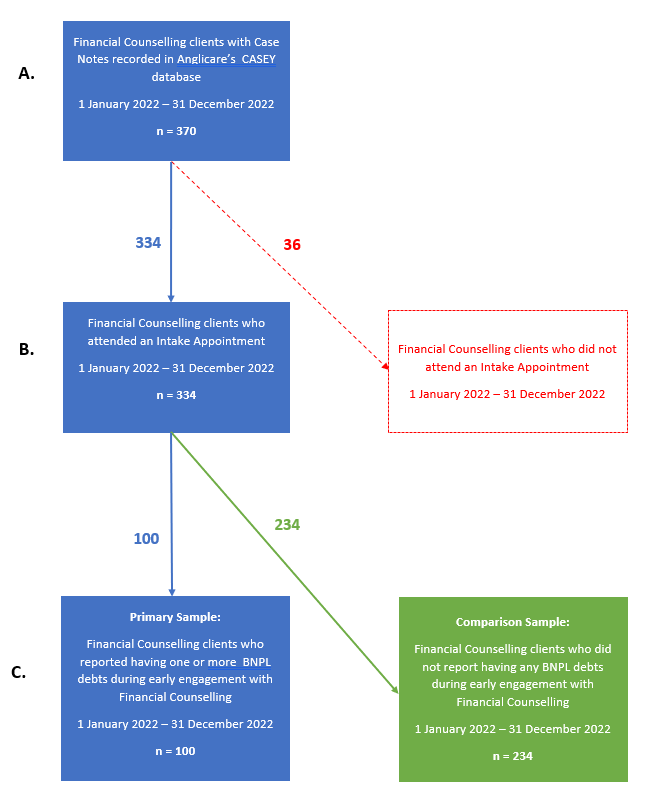 A.
Financial Counselling clients with Case
Notes recorded in Anglicare's CASEY
database
1 January 2022 – 31 December 2022
n = 370
334
36
B.
Financial Counselling clients who
attended an Intake Appointment
1 January 2022 – 31 December 2022
n = 334
Financial Counselling clients who did not
attend an Intake Appointment
1 January 2022 – 31 December 2022
100
234
C.
Primary Sample:
Financial Counselling clients who
reported having one or more BNPL
debts during early engagement with
Financial Counselling
1 January 2022 – 31 December 2022
n = 100
Comparison Sample:
Financial Counselling clients who did
not report having any BNPL debts
during early engagement with
Financial Counselling
1 January 2022 – 31 December 2022
n = 234